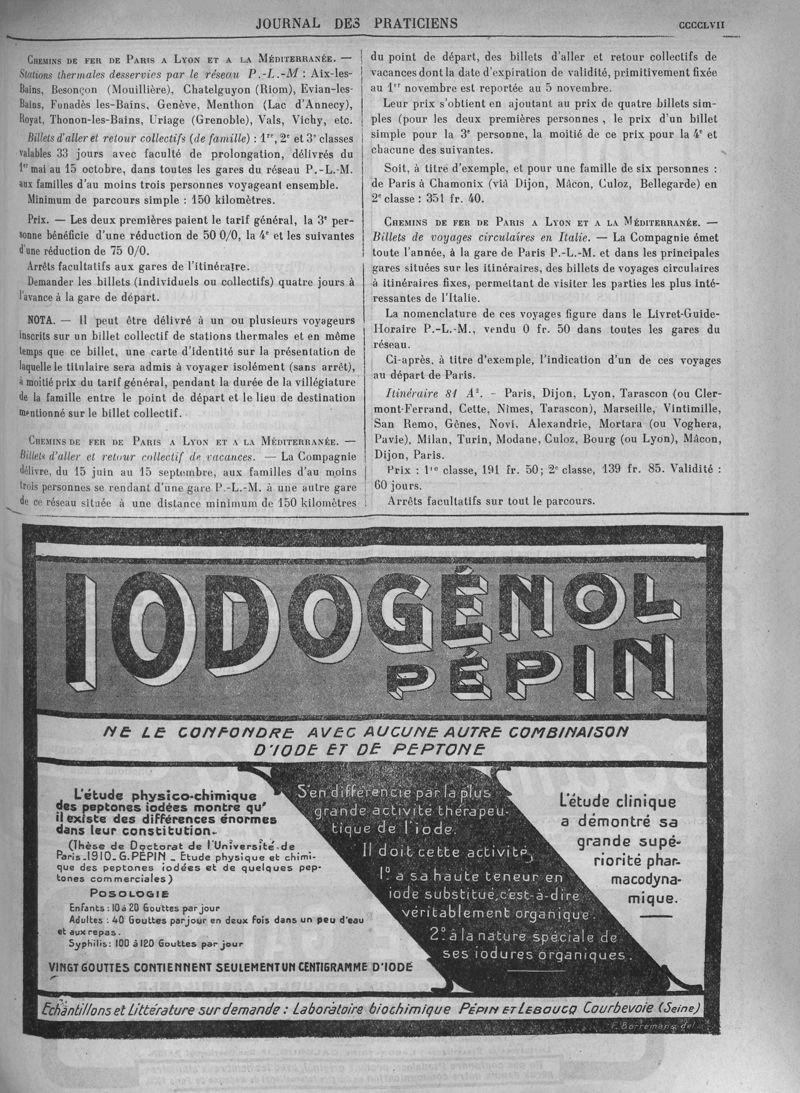 JOURNAL DES PRATICIENS
CCCCLVII
CHEMINS DE FER DE PARIS A LYON ET A LA MÉDITERRANÉE. —
Stations thermales desservies par le réseau P.-L.-M : Aix-les-
Bains, Besançon (Mouillière), Chatelguyon (Riom), Evian-les-
Bains, Fumadès les-Bains, Genève, Menthon (Lac d'Annecy),
Royat, Thonon-les-Bains, Uriage (Grenoble), Vals, Vichy, etc.
Billets d'aller et retour collectifs (de famille) : 1re, 2e et 3e classes
valables 33 jours avec faculté de prolongation, délivrés du
1er mai au 15 octobre, dans toutes les gares du réseau P.-L.-M.
aux familles d'au moins trois personnes voyageant ensemble.
Minimum de parcours simple : 150 kilomètres.
Prix. — Les deux premières paient le tarif général, la 3e per-
sonne bénéficie d'une réduction de 50 0/0, la 4e et les suivantes
d'une réduction de 75 0/0.
Arrêts facultatifs aux gares de l'itinéraire.
Demander les billets (individuels ou collectifs) quatre jours à
l'avance à la gare de départ.
NOTA. — Il peut être délivré à un ou plusieurs voyageurs
inscrits sur un billet collectif de stations thermales et en même
temps que ce billet, une carte d'identité sur la présentation de
laquelle le titulaire sera admis à voyager isolément (sans arrêt),
à moitié prix du tarif général, pendant la durée de la villégiature
de la famille entre le point de départ et le lieu de destination
mentionné sur le billet collectif.
CHEMINS DE FER DE PARIS A LYON ET A LA MÉDITERRANÉE. —
Billets d'aller et retour collectif de vacances. — La Compagnie
délivre, du 15 juin au 15 septembre, aux familles d'au moins
trois personnes se rendant d'une gare P.-L.-M. à une autre gare
de ce réseau située à une distance minimum de 150 kilomètres
du point de départ, des billets d'aller et retour collectifs de
vacances dont la date d'expiration de validité, primitivement fixée
au 1er novembre est reportée au 5 novembre.
Leur prix s'obtient en ajoutant au prix de quatre billets sim-
ples (pour les deux premières personnes , le prix d'un billet
simple pour la 3e personne, la moitié de ce prix pour la 4e et
chacune des suivantes.
Soit, à titre d'exemple, et pour une famille de six personnes :
de Paris à Chamonix (viâ Dijon, Mâcon, Culoz, Bellegarde) en
2e classe : 351 fr. 40.
CHEMINS DE FER DE PARIS A LYON ET A LA MÉDITERRANÉE. —
Billets de voyages circulaires en Italie. — La Compagnie émet
toute l'année, à la gare de Paris P.-L.-M. et dans les principales
gares situées sur les itinéraires, des billets de voyages circulaires
à itinéraires fixes, permettant de visiter les parties les plus inté-
ressantes de l'Italie.
La nomenclature de ces voyages figure dans le Livret-Guide-
Horaire P.-L.-M., vendu 0 fr. 50 dans toutes les gares du
réseau.
Ci-après, à titre d'exemple, l'indication d'un de ces voyages
au départ de Paris.
Itinéraire 81 A2. - Paris, Dijon, Lyon, Tarascon (ou Cler-
mont-Ferrand, Cette, Nîmes, Tarascon), Marseille, Vintimille,
San Remo, Gênes, Novi, Alexandrie, Mortara (ou Voghera,
Pavie), Milan, Turin, Modane, Culoz, Bourg (ou Lyon), Mâcon,
Dijon, Paris.
Prix : 1re classe, 191 fr. 50; 2e classe, 139 fr. 85. Validité :
60 jours.
Arrêts facultatifs sur tout le parcours.
IODOGÉNOL
PÉPIN
NE LE CONFONDRE AVEC AUCUNE AUTRE COMBINAISON
D'IODE ET DE PEPTONE
L'étude physico-chimique
des peptones iodées montre qu'
il existe des différences énormes
dans leur constitution.-
(Thèse de Doctorat de l'Université de
Paris_1910_G.PÉPIN _ Etude physique et chimi-
que des peptones iodées et de quelques pep-
tones commerciales)
POSOLOGIE
Enfants : 10 à 20 Gouttes par jour
Adultes : 40 Gouttes par jour en deux fois dans un peu d'eau
et aux repas.
Syphilis: 100 à 120 Gouttes par jour
VINGT GOUTTES CONTIENNENT SEULEMENT UN CENTIGRAMME D'IODE
S'en différencie par la plus
grande activité thérapeu-
tique de l'iode.
Il doit cette activité,
1º à sa haute teneur en
iode substitué, c'est-à-dire
véritablement organique.
2º à la nature spéciale de
ses iodures organiques.
L'étude clinique
a démontré sa
grande supé-
riorité phar-
macodyna-
mique.
Echantillons et Littérature sur demande : Laboratoire biochimique PÉPIN ET LEBOUCQ Courbevoie (Seine)
F. Borremans del.